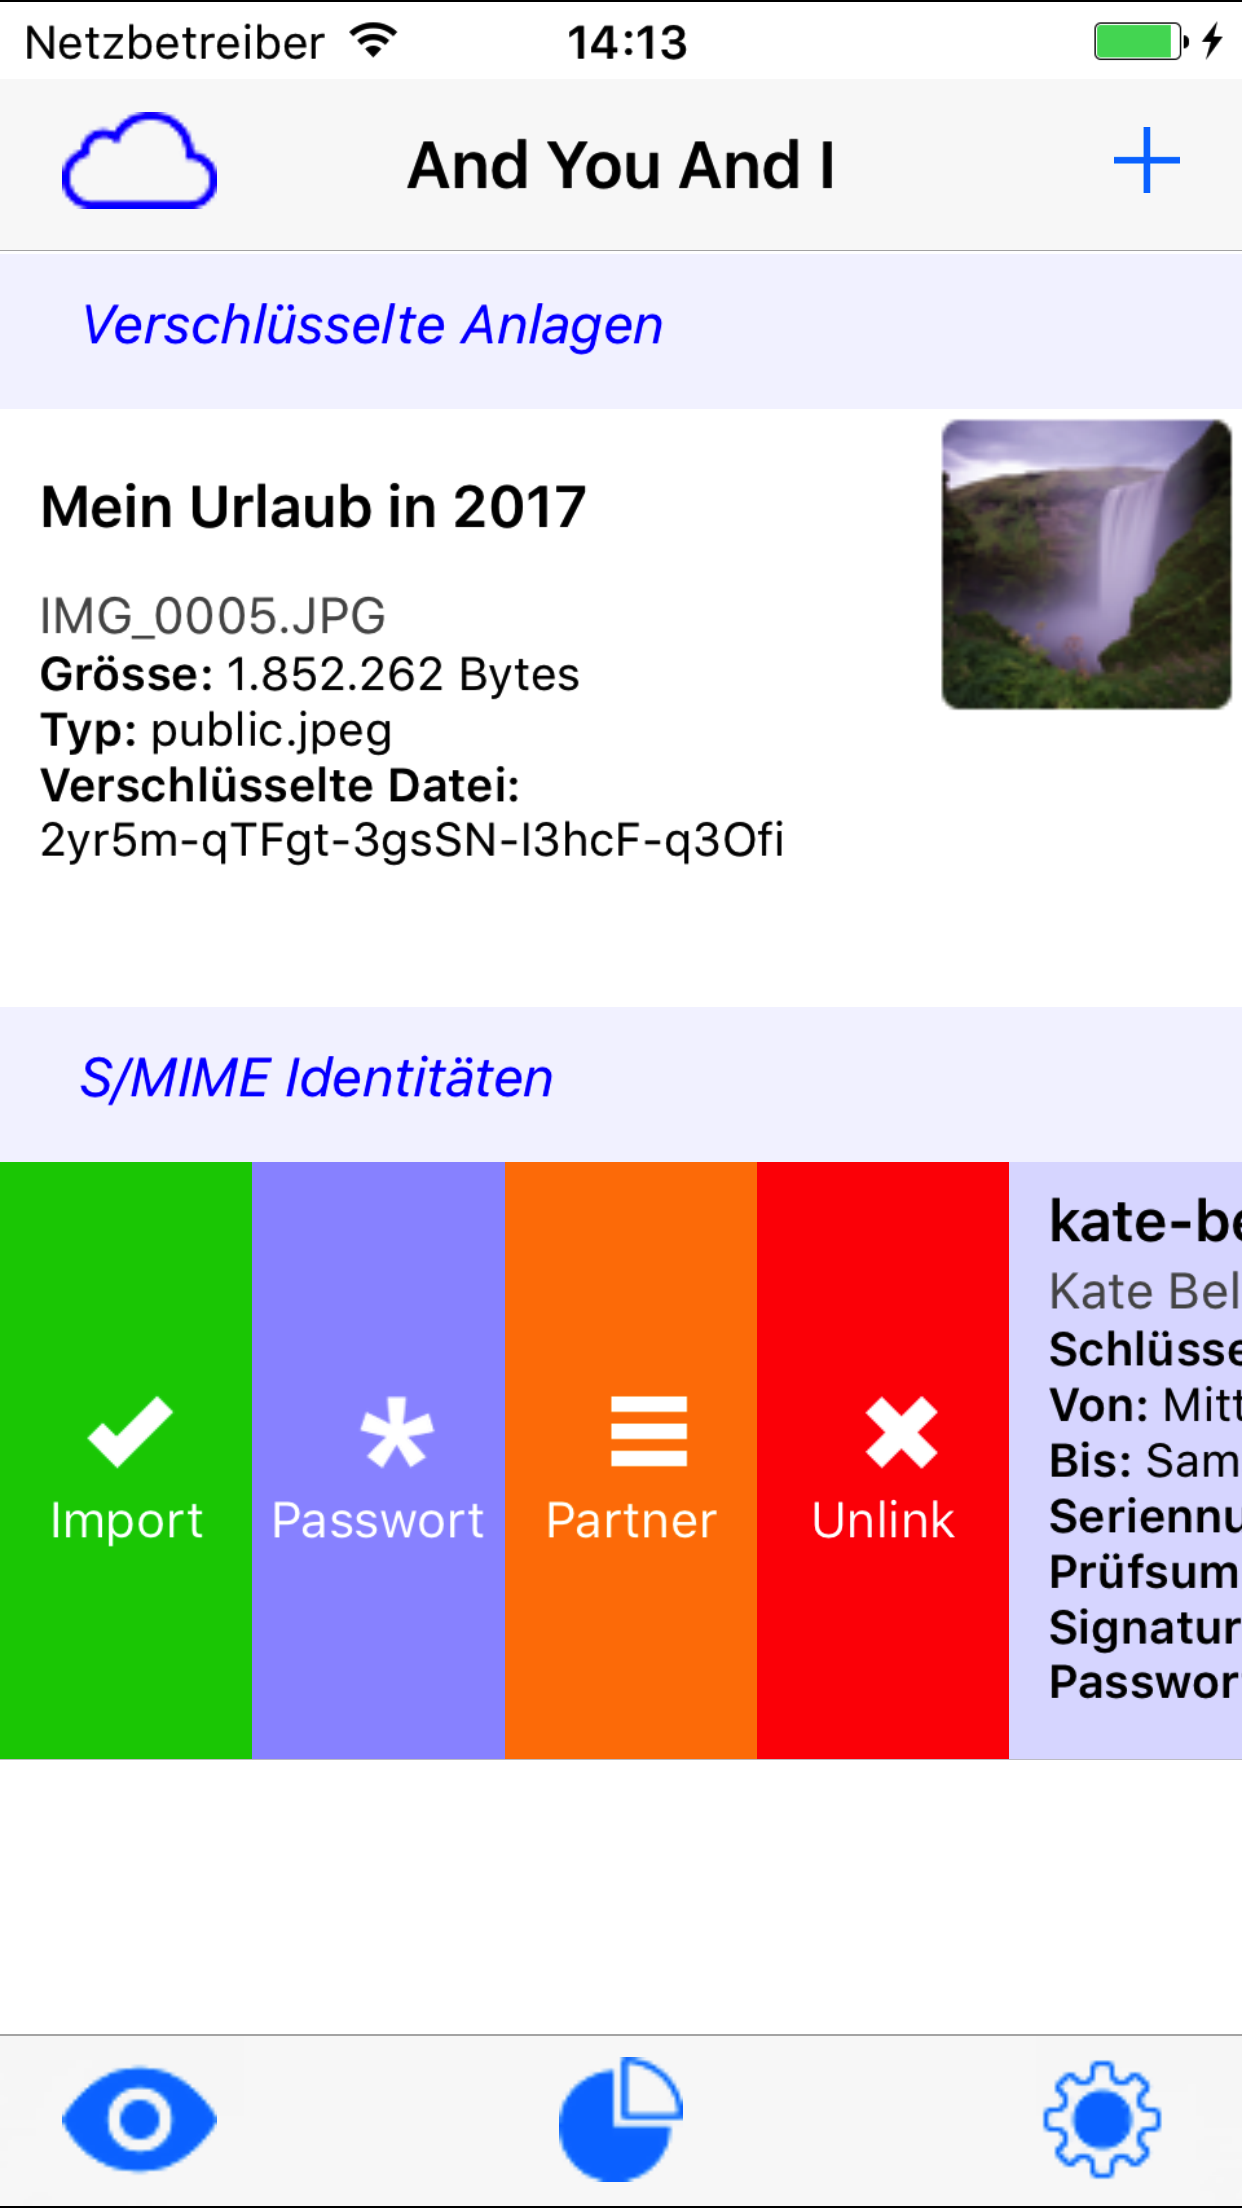 Netzbetreiber 14:13
And You And I
Verschlüsselte Anlagen
Mein Urlaub in 2017
IMG_0005.JPG
Grösse: 1.852.262 Bytes
Typ: public.jpeg
Verschlüsselte Datei:
2yr5m-qTFgt-3gsSN-I3hcF-q3Ofi
S/MIME Identitäten
Import
Passwort
Partner
Unlink
kate-be
Kate Bel
Schlüsse
Von: Mitt
Bis: Sam
Seriennu
Prüfsum
Signatur
Passwor